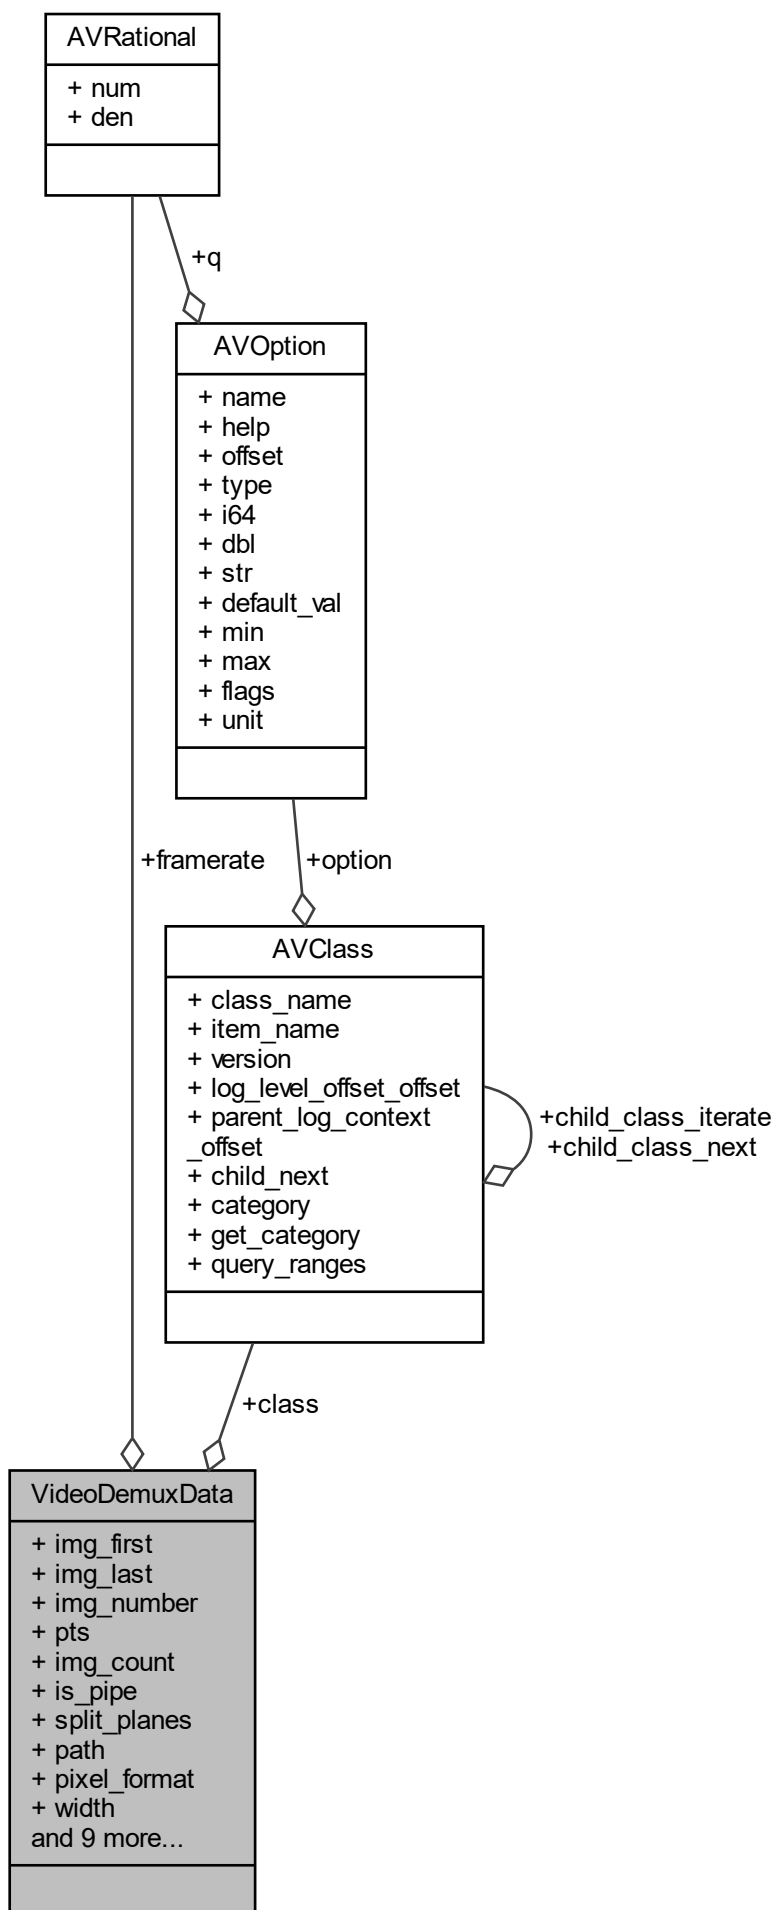 AVRational
+ num
+ den
+q
AVOption
+ name
+ help
+ offset
+ type
+ i64
+ dbl
+ str
+ default_val
+ min
+ max
+ flags
+ unit
+framerate
+option
AVClass
+ class_name
+ item_name
+ version
+ log_level_offset_offset
+ parent_log_context
_offset
+ child_next
+ category
+ get_category
+ query_ranges
+child_class_iterate
+child_class_next
+class
VideoDemuxData
+ img_first
+ img_last
+ img_number
+ pts
+ img_count
+ is_pipe
+ split_planes
+ path
+ pixel_format
+ width
and 9 more...